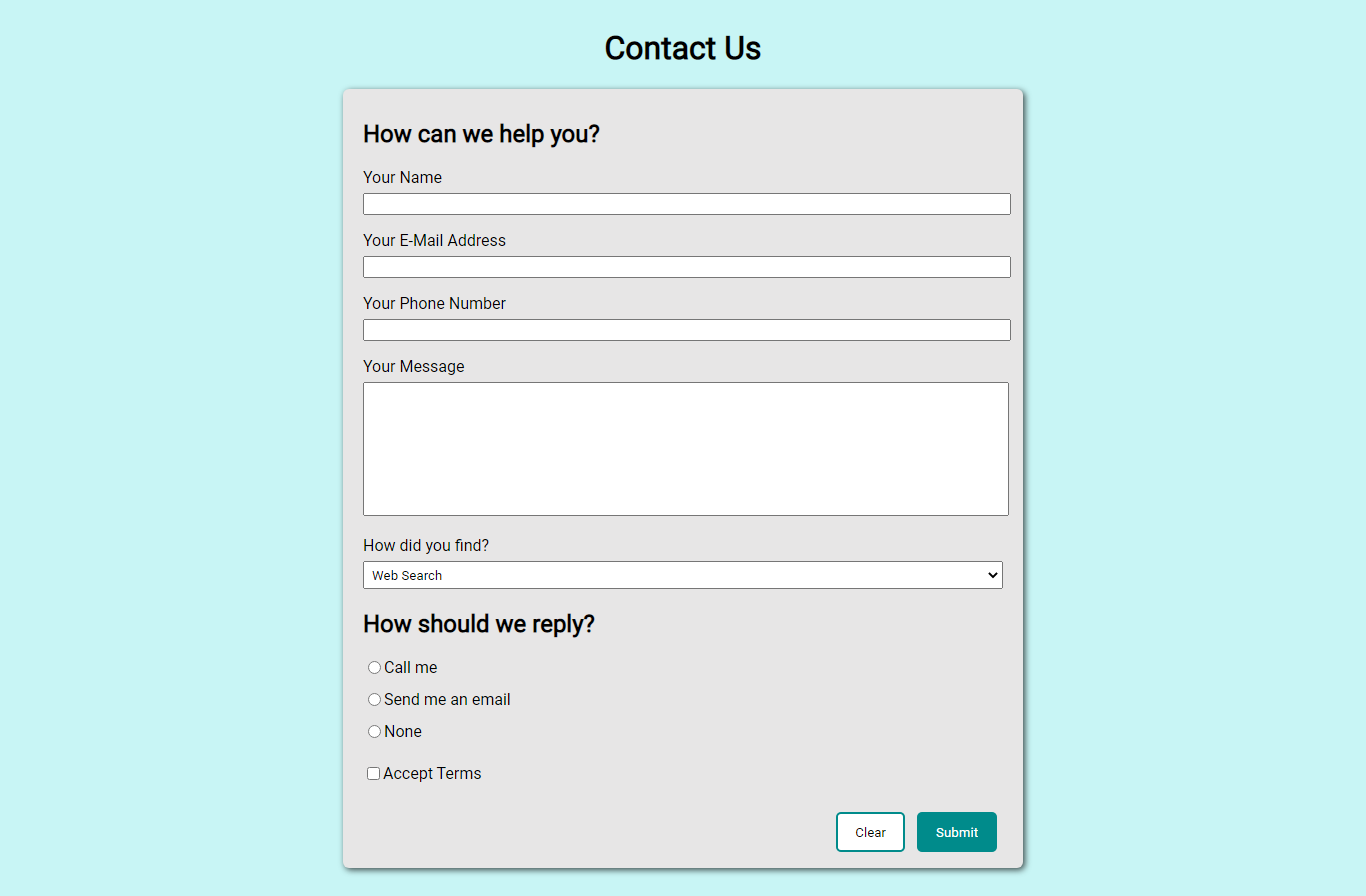 Contact Us
How can we help you?
Your Name
Your E-Mail Address
Your Phone Number
Your Message
How did you find?
Web Search
How should we reply?
Call me
Send me an email
None
Accept Terms
Clear Submit